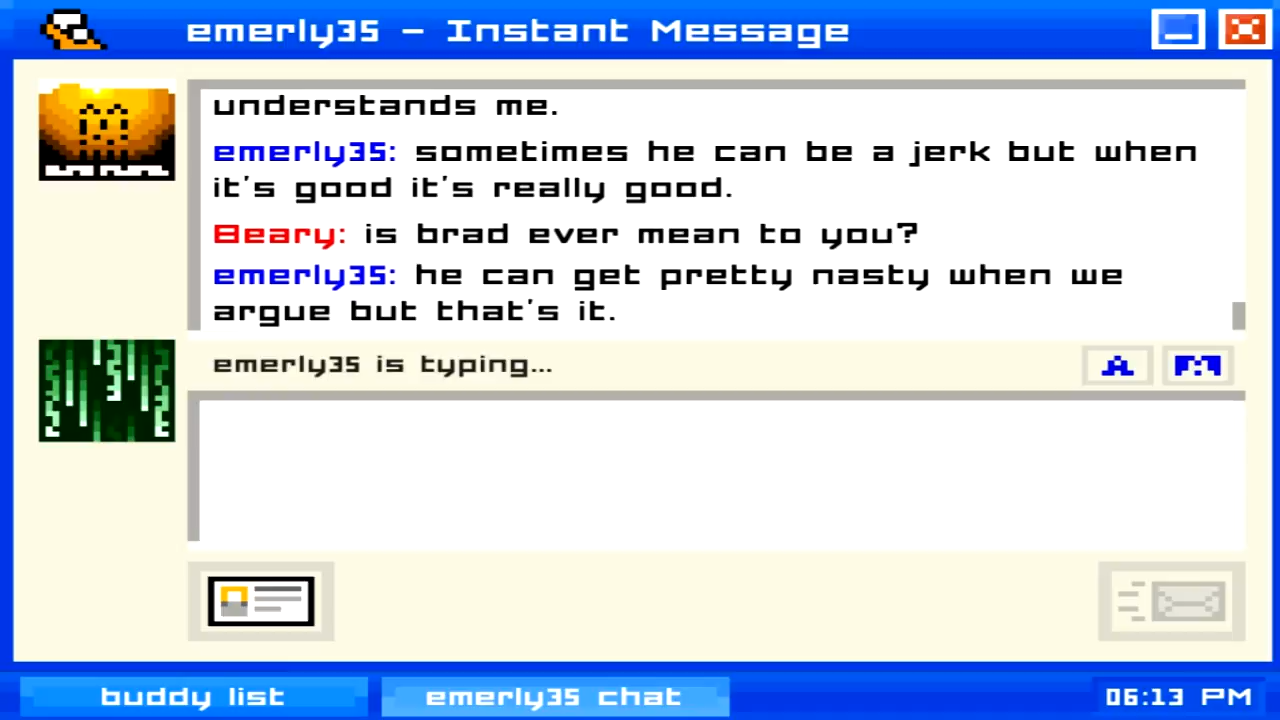 emerly35 - Instant Message
understands me.
emerly35: sometimes he can be a jerk but when
it's good it's really good.
Beary: is brad ever mean to you?
emerly35: he can get pretty nasty when we
argue but that's it.
emerly35 is typing...
A
buddy list
emerly35 chat
06:13 PM